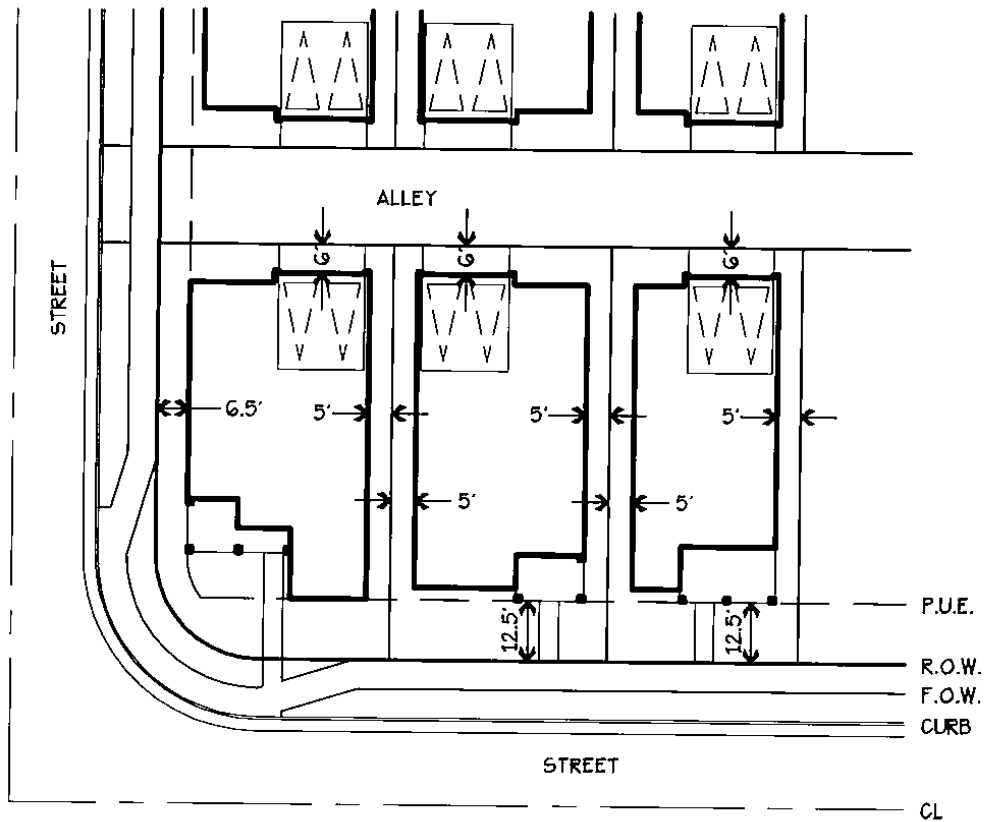 ALLEY
STREET
6'
6'
6'
6.5'
5'
5'
5'
5'
5'
12.5'
12.5'
P.U.E.
R.O.W.
F.O.W.
CURB
STREET
CL